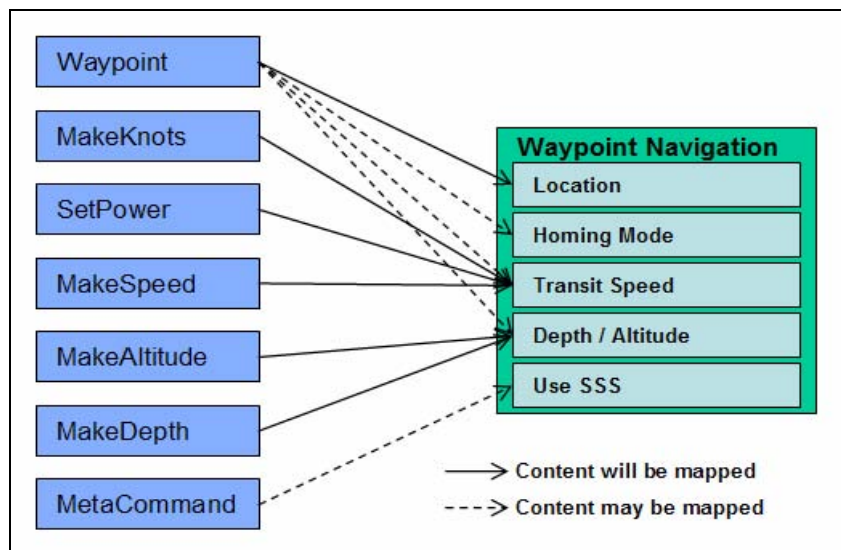 Waypoint
MakeKnots
SetPower
MakeSpeed
MakeAltitude
MakeDepth
MetaCommand
Waypoint Navigation
Location
Homing Mode
Transit Speed
Depth / Altitude
Use SSS
Content will be mapped
Content may be mapped